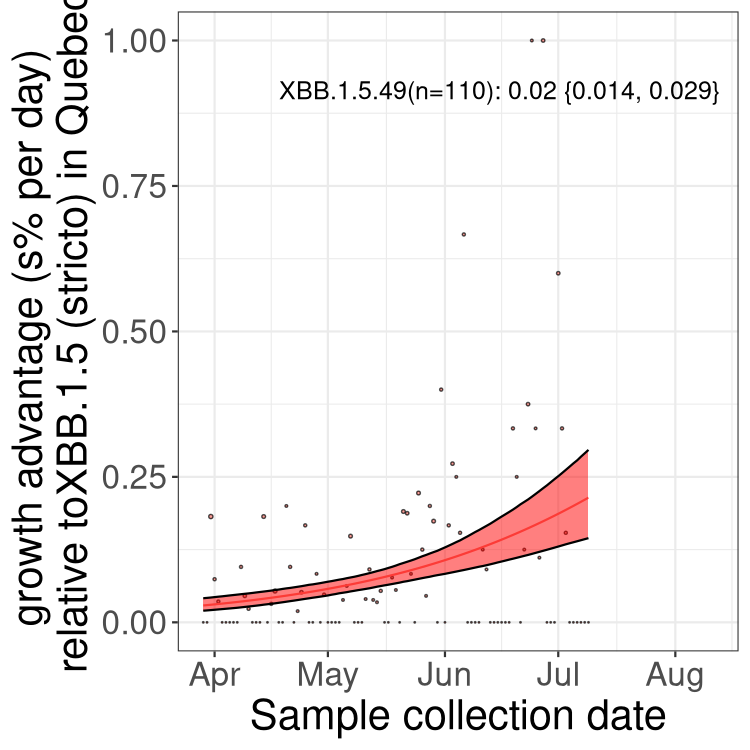 growth advantage (s% per day)
relative toXBB.1.5 (stricto) in Quebec
1.00
XBB.1.5.49(n=110): 0.02 {0.014, 0.029}
0.75
0.50
0.25
0.00
Apr May Jun Jul Aug
Sample collection date